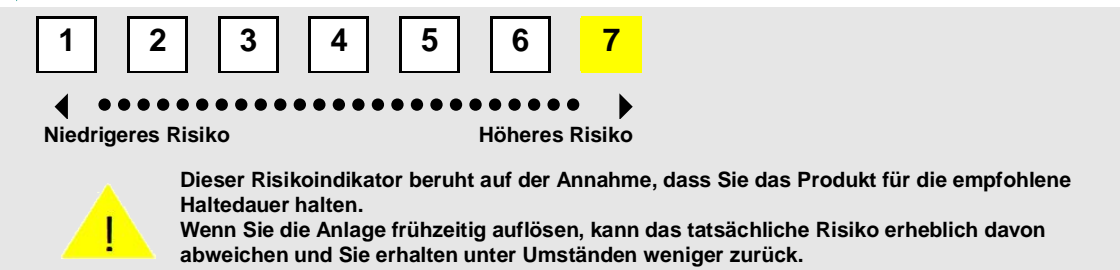 1 2 3 4 5 6 7
Niedrigeres Risiko Höheres Risiko
Dieser Risikoindikator beruht auf der Annahme, dass Sie das Produkt für die empfohlene
Haltedauer halten.
Wenn Sie die Anlage frühzeitig auflösen, kann das tatsächliche Risiko erheblich davon
abweichen und Sie erhalten unter Umständen weniger zurück.
!